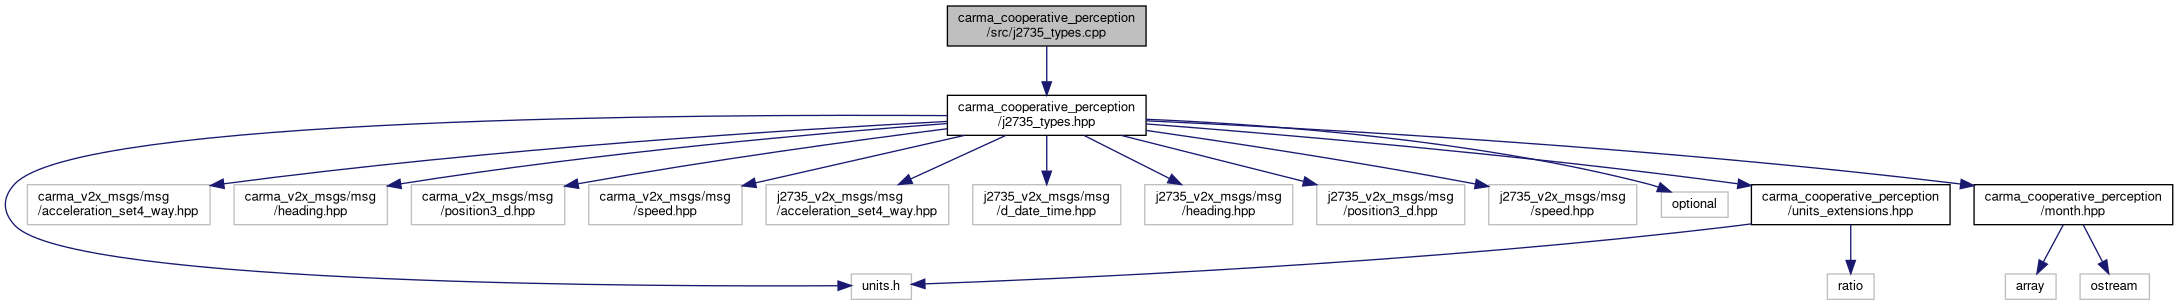 carma_cooperative_perception
/src/j2735_types.cpp
carma_cooperative_perception
/j2735_types.hpp
carma_v2x_msgs/msg
/acceleration_set4_way.hpp
carma_v2x_msgs/msg
/heading.hpp
carma_v2x_msgs/msg
/position3_d.hpp
carma_v2x_msgs/msg
/speed.hpp
j2735_v2x_msgs/msg
/acceleration_set4_way.hpp
j2735_v2x_msgs/msg
/d_date_time.hpp
j2735_v2x_msgs/msg
/heading.hpp
j2735_v2x_msgs/msg
/position3_d.hpp
j2735_v2x_msgs/msg
/speed.hpp
optional
carma_cooperative_perception
/units_extensions.hpp
carma_cooperative_perception
/month.hpp
units.h
ratio
array
ostream